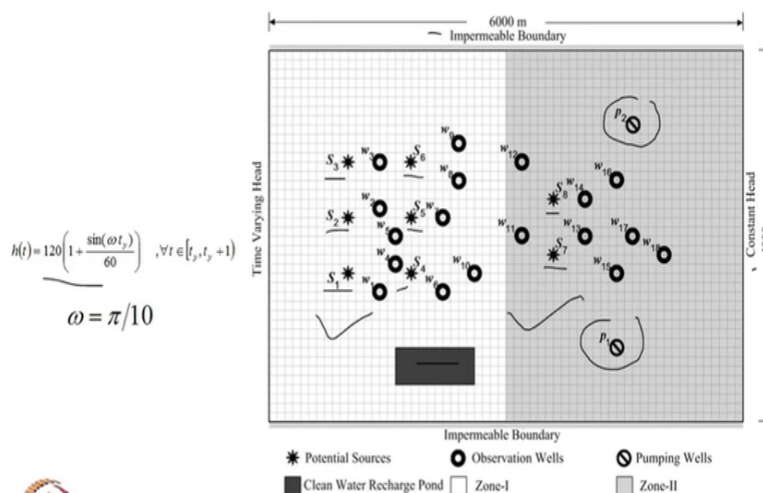 6000 m
Impermeable Boundary
h(t)=120(1+ sin(ωt_y)/60) ,∀t∈[t_y,t_y+1)
ω=π/10
Time Varying Head
Constant Head
p2
w9
S3
w3
S6
w12
w8
w16
S8
w14
w2
S2
S5
w5
w11
w13
w17
S7
w18
w4
S4
w10
w15
S1
w1
w6
p1
Impermeable Boundary
Potential Sources
Observation Wells
Pumping Wells
Clean Water Recharge Pond
Zone-I
Zone-II